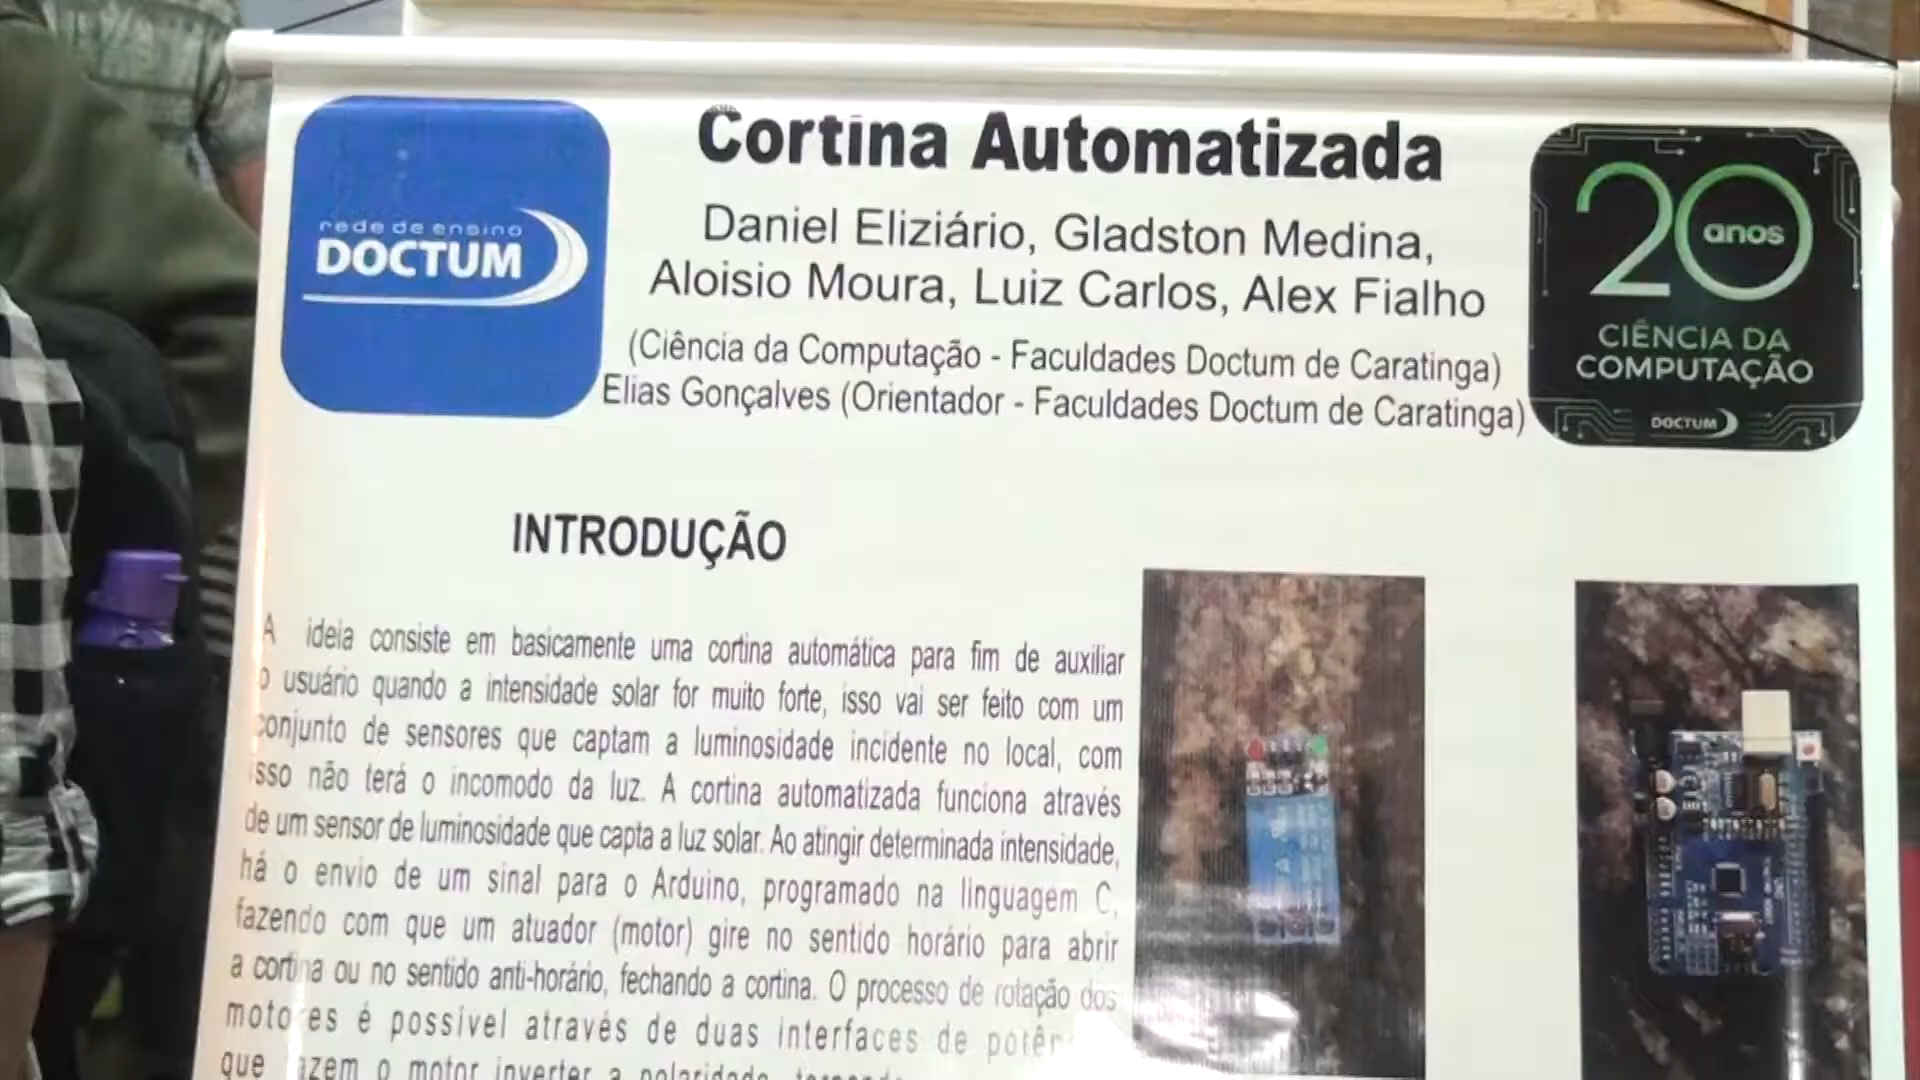 Cortina Automatizada
Daniel Eliziário, Gladston Medina,
Aloisio Moura, Luiz Carlos, Alex Fialho
(Ciência da Computação - Faculdades Doctum de Caratinga)
Elias Gonçalves (Orientador - Faculdades Doctum de Caratinga)
rede de ensino
DOCTUM
20
anos
CIÊNCIA DA
COMPUTAÇÃO
DOCTUM
INTRODUÇÃO
A ideia consiste em basicamente uma cortina automática para fim de auxiliar
o usuário quando a intensidade solar for muito forte, isso vai ser feito com um
conjunto de sensores que captam a luminosidade incidente no local, com
isso não terá o incomodo da luz. A cortina automatizada funciona através
de um sensor de luminosidade que capta a luz solar. Ao atingir determinada intensidade,
há o envio de um sinal para o Arduino, programado na linguagem C,
fazendo com que um atuador (motor) gire no sentido horário para abrir
a cortina ou no sentido anti-horário, fechando a cortina. O processo de rotação dos
motores é possível através de duas interfaces de
que fazem o motor inverter a polaridade,